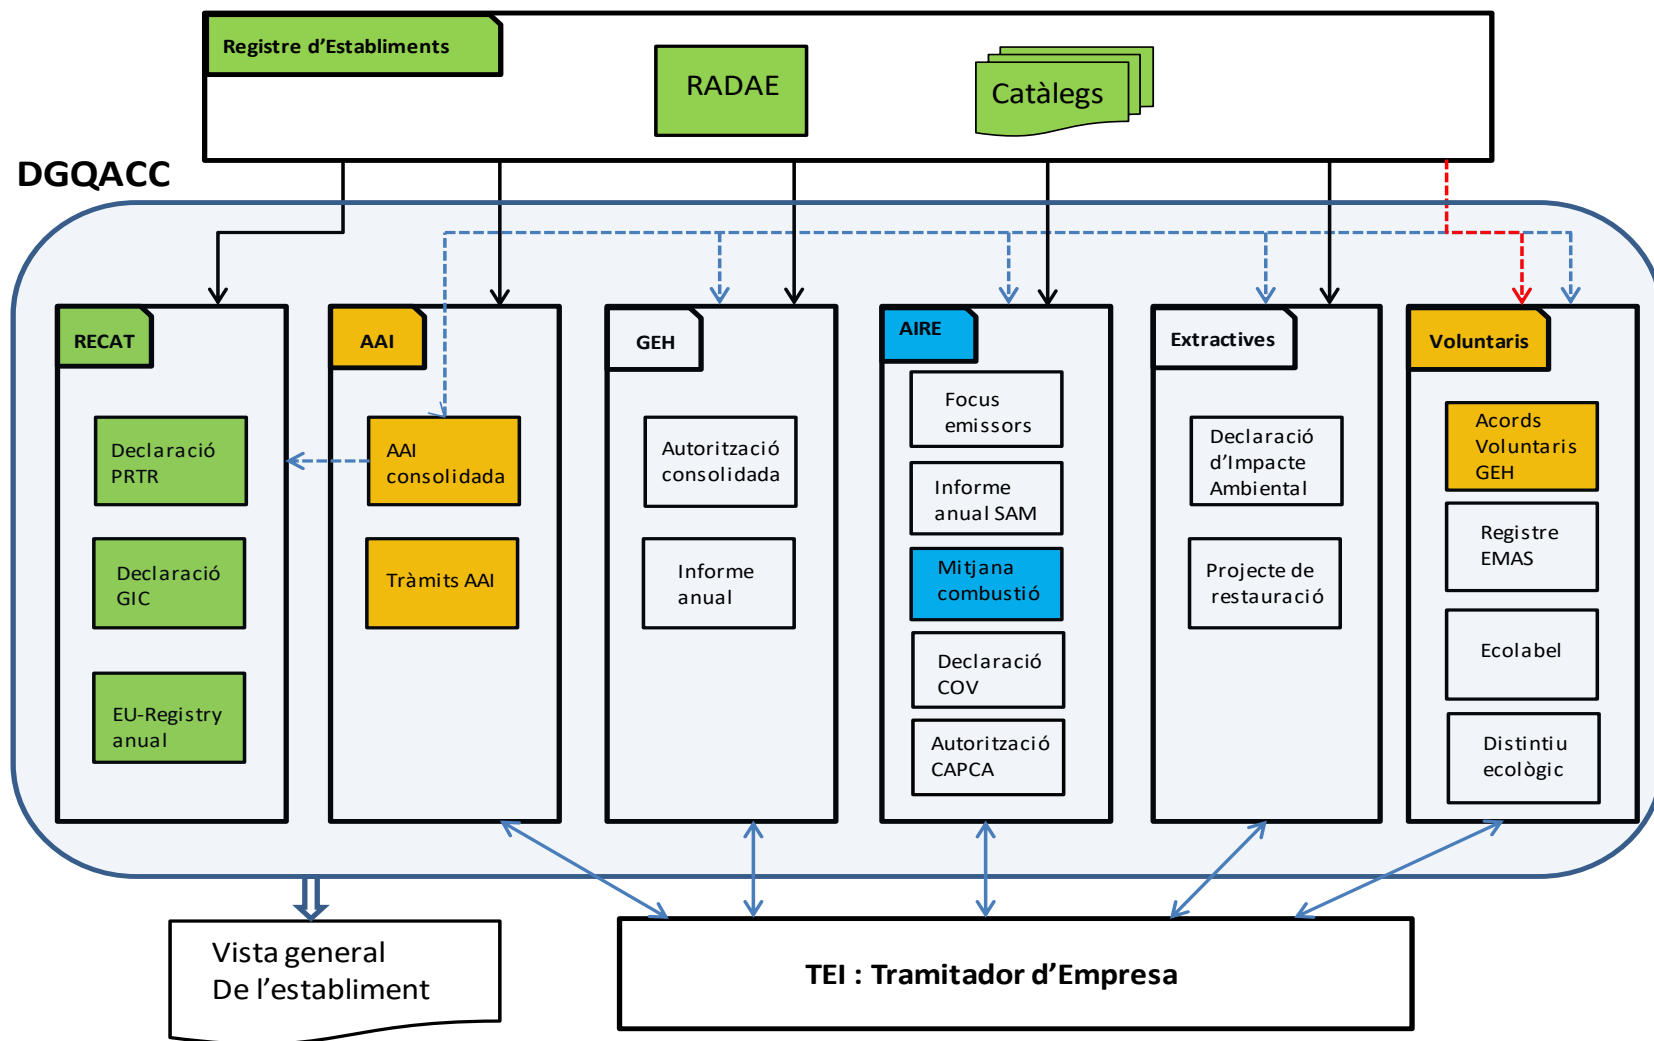 Registre d’Establiments
RADAE
Catàlegs
DGQACC
RECAT
Declaració
PRTR
Declaració
GIC
EU-Registry
anual
AAI
AAI
consolidada
Tràmits AAI
GEH
Autorització
consolidada
Informe
anual
AIRE
Focus
emissors
Informe
anual SAM
Mitjana
combustió
Declaració
COV
Autorització
CAPCA
Extractives
Declaració
d’Impacte
Ambiental
Projecte de
restauració
Voluntaris
Acords
Voluntaris
GEH
Registre
EMAS
Ecolabel
Distintiu
ecològic
Vista general
De l’establiment
TEI : Tramitador d’Empresa